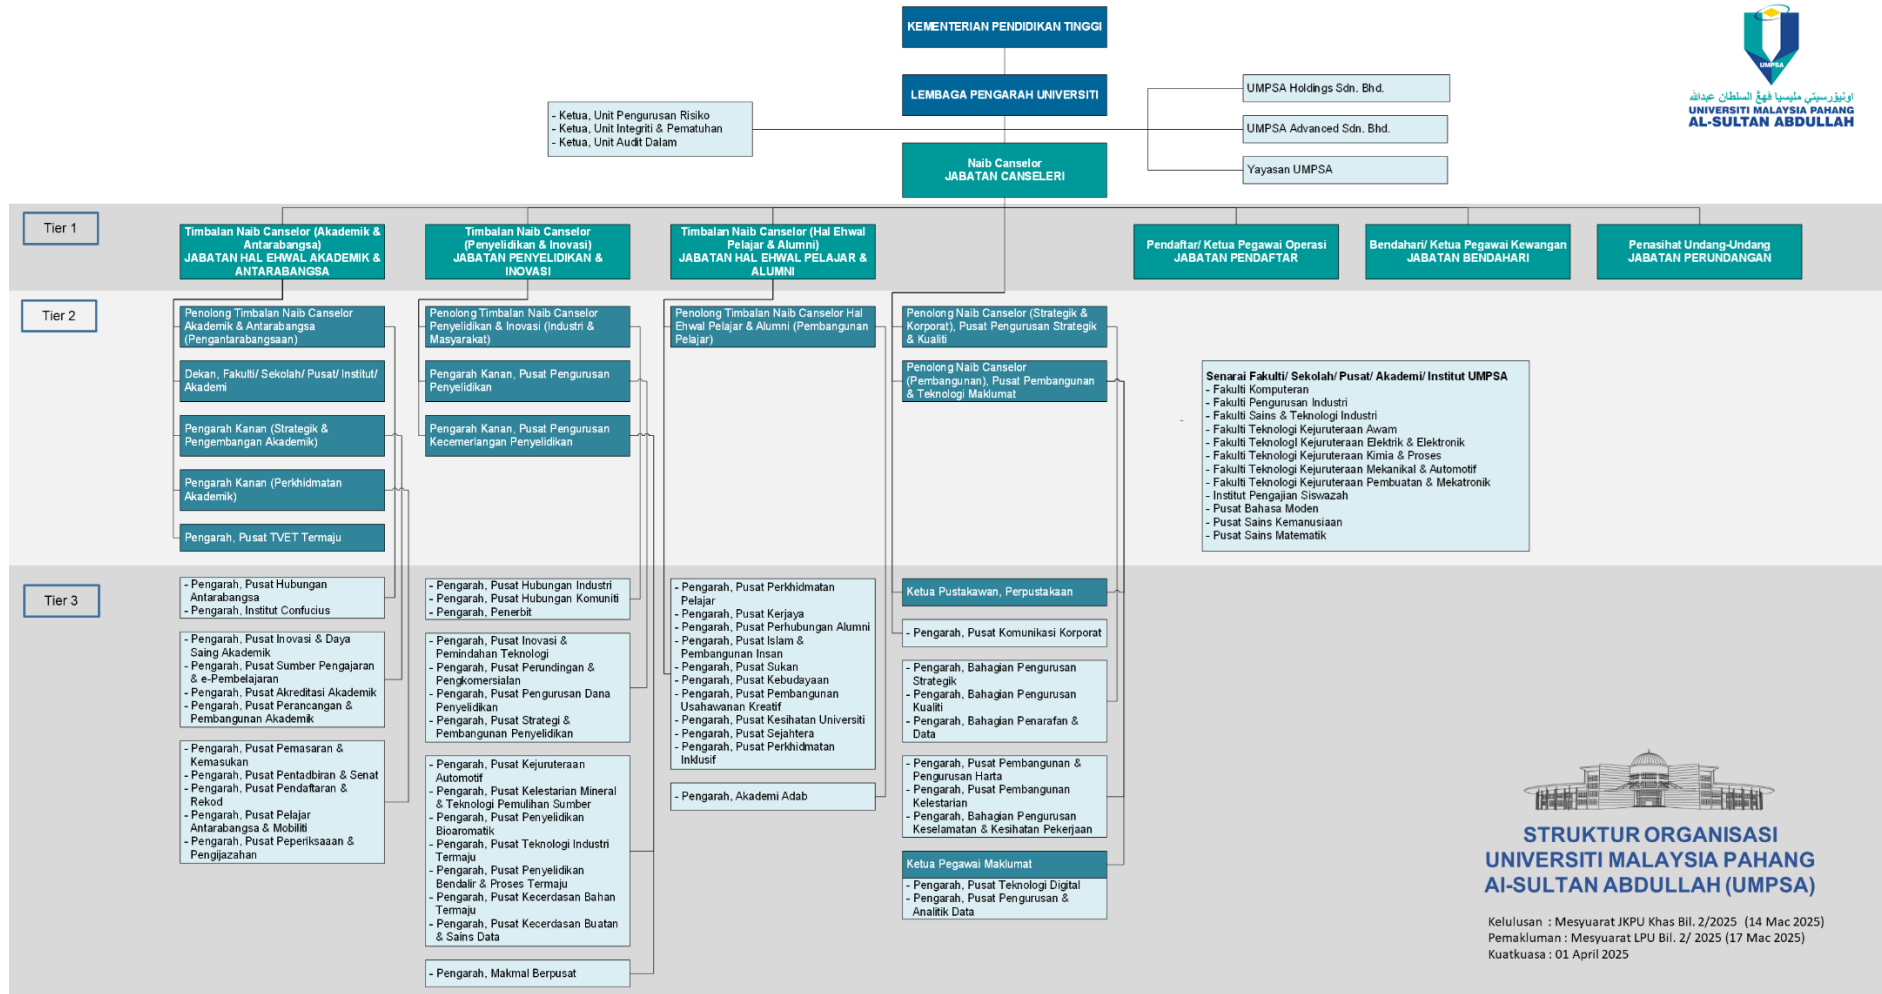 KEMENTERIAN PENDIDIKAN TINGGI
LEMBAGA PENGARAH UNIVERSITI
UMPSA Holdings Sdn. Bhd.
UMPSA Advanced Sdn. Bhd.
Yayasan UMPSA
- Ketua, Unit Pengurusan Risiko
- Ketua, Unit Integriti & Pematuhan
- Ketua, Unit Audit Dalam
Naib Canselor
JABATAN CANSELERI
UMPSA
اونيۏرسيتي مليسيا ڤهڠ السلطان عبدالله
UNIVERSITI MALAYSIA PAHANG
AL-SULTAN ABDULLAH
Tier 1
Timbalan Naib Canselor (Akademik &
Antarabangsa)
JABATAN HAL EHWAL AKADEMIK &
ANTARABANGSA
Timbalan Naib Canselor
(Penyelidikan & Inovasi)
JABATAN PENYELIDIKAN &
INOVASI
Timbalan Naib Canselor (Hal Ehwal
Pelajar & Alumni)
JABATAN HAL EHWAL PELAJAR &
ALUMNI
Pendaftar/ Ketua Pegawai Operasi
JABATAN PENDAFTAR
Bendahari/ Ketua Pegawai Kewangan
JABATAN BENDAHARI
Penasihat Undang-Undang
JABATAN PERUNDANGAN
Tier 2
Penolong Timbalan Naib Canselor
Akademik & Antarabangsa
(Pengantarabangsaan)
Dekan, Fakulti/ Sekolah/ Pusat/ Institut/
Akademi
Pengarah Kanan (Strategik &
Pengembangan Akademik)
Pengarah Kanan (Perkhidmatan
Akademik)
Pengarah, Pusat TVET Termaju
Penolong Timbalan Naib Canselor
Penyelidikan & Inovasi (Industri &
Masyarakat)
Pengarah Kanan, Pusat Pengurusan
Penyelidikan
Pengarah Kanan, Pusat Pengurusan
Kecemerlangan Penyelidikan
Penolong Timbalan Naib Canselor Hal
Ehwal Pelajar & Alumni (Pembangunan
Pelajar)
Penolong Naib Canselor (Strategik &
Korporat), Pusat Pengurusan Strategik
& Kualiti
Penolong Naib Canselor
(Pembangunan), Pusat Pembangunan
& Teknologi Maklumat
-
Senarai Fakulti/ Sekolah/ Pusat/ Akademi/ Institut UMPSA
- Fakulti Komputeran
- Fakulti Pengurusan Industri
- Fakulti Sains & Teknologi Industri
- Fakulti Teknologi Kejuruteraan Awam
- Fakulti Teknologl Kejuruteraan Elektrik & Elektronik
- Fakulti Teknologi Kejuruteraan Kimia & Proses
- Fakulti Teknologi Kejuruteraan Mekanikal & Automotif
- Fakulti Teknologi Kejuruteraan Pembuatan & Mekatronik
- Institut Pengajian Siswazah
- Pusat Bahasa Moden
- Pusat Sains Kemanusiaan
- Pusat Sains Matematik
Tier 3
- Pengarah, Pusat Hubungan
Antarabangsa
- Pengarah, Institut Confucius
- Pengarah, Pusat Inovasi & Daya
Saing Akademik
- Pengarah, Pusat Sumber Pengajaran
& e-Pembelajaran
- Pengarah, Pusat Akreditasi Akademik
- Pengarah, Pusat Perancangan &
Pembangunan Akademik
- Pengarah, Pusat Pemasaran &
Kemasukan
- Pengarah, Pusat Pentadbiran & Senat
- Pengarah, Pusat Pendaftaran &
Rekod
- Pengarah, Pusat Pelajar
Antarabangsa & Mobiliti
- Pengarah, Pusat Peperiksaaan &
Pengijazahan
- Pengarah, Pusat Hubungan Industri
- Pengarah, Pusat Hubungan Komuniti
- Pengarah, Penerbit
- Pengarah, Pusat Inovasi &
Pemindahan Teknologi
- Pengarah, Pusat Perundingan &
Pengkomersialan
- Pengarah, Pusat Pengurusan Dana
Penyelidikan
- Pengarah, Pusat Strategi &
Pembangunan Penyelidikan
- Pengarah, Pusat Kejuruteraan
Automotif
- Pengarah, Pusat Kelestarian Mineral
& Teknologi Pemulihan Sumber
- Pengarah, Pusat Penyelidikan
Bioaromatik
- Pengarah, Pusat Teknologi Industri
Termaju
- Pengarah, Pusat Penyelidikan
Bendalir & Proses Termaju
- Pengarah, Pusat Kecerdasan Bahan
Termaju
- Pengarah, Pusat Kecerdasan Buatan
& Sains Data
- Pengarah, Makmal Berpusat
- Pengarah, Pusat Perkhidmatan
Pelajar
- Pengarah, Pusat Kerjaya
- Pengarah, Pusat Perhubungan Alumni
- Pengarah, Pusat Islam &
Pembangunan Insan
- Pengarah, Pusat Sukan
- Pengarah, Pusat Kebudayaan
- Pengarah, Pusat Pembangunan
Usahawanan Kreatif
- Pengarah, Pusat Kesihatan Universiti
- Pengarah, Pusat Sejahtera
- Pengarah, Pusat Perkhidmatan
Inklusif
- Pengarah, Akademi Adab
Ketua Pustakawan, Perpustakaan
- Pengarah, Pusat Komunikasi Korporat
- Pengarah, Bahagian Pengurusan
Strategik
- Pengarah, Bahagian Pengurusan
Kualiti
- Pengarah, Bahagian Penarafan &
Data
- Pengarah, Pusat Pembangunan &
Pengurusan Harta
- Pengarah, Pusat Pembangunan
Kelestarian
- Pengarah, Bahagian Pengurusan
Keselamatan & Kesihatan Pekerjaan
Ketua Pegawai Maklumat
- Pengarah, Pusat Teknologi Digital
- Pengarah, Pusat Pengurusan &
Analitik Data
STRUKTUR ORGANISASI
UNIVERSITI MALAYSIA PAHANG
Al-SULTAN ABDULLAH (UMPSA)
Kelulusan : Mesyuarat JKPU Khas Bil. 2/2025 (14 Mac 2025)
Pemakluman : Mesyuarat LPU Bil. 2/ 2025 (17 Mac 2025)
Kuatkuasa : 01 April 2025